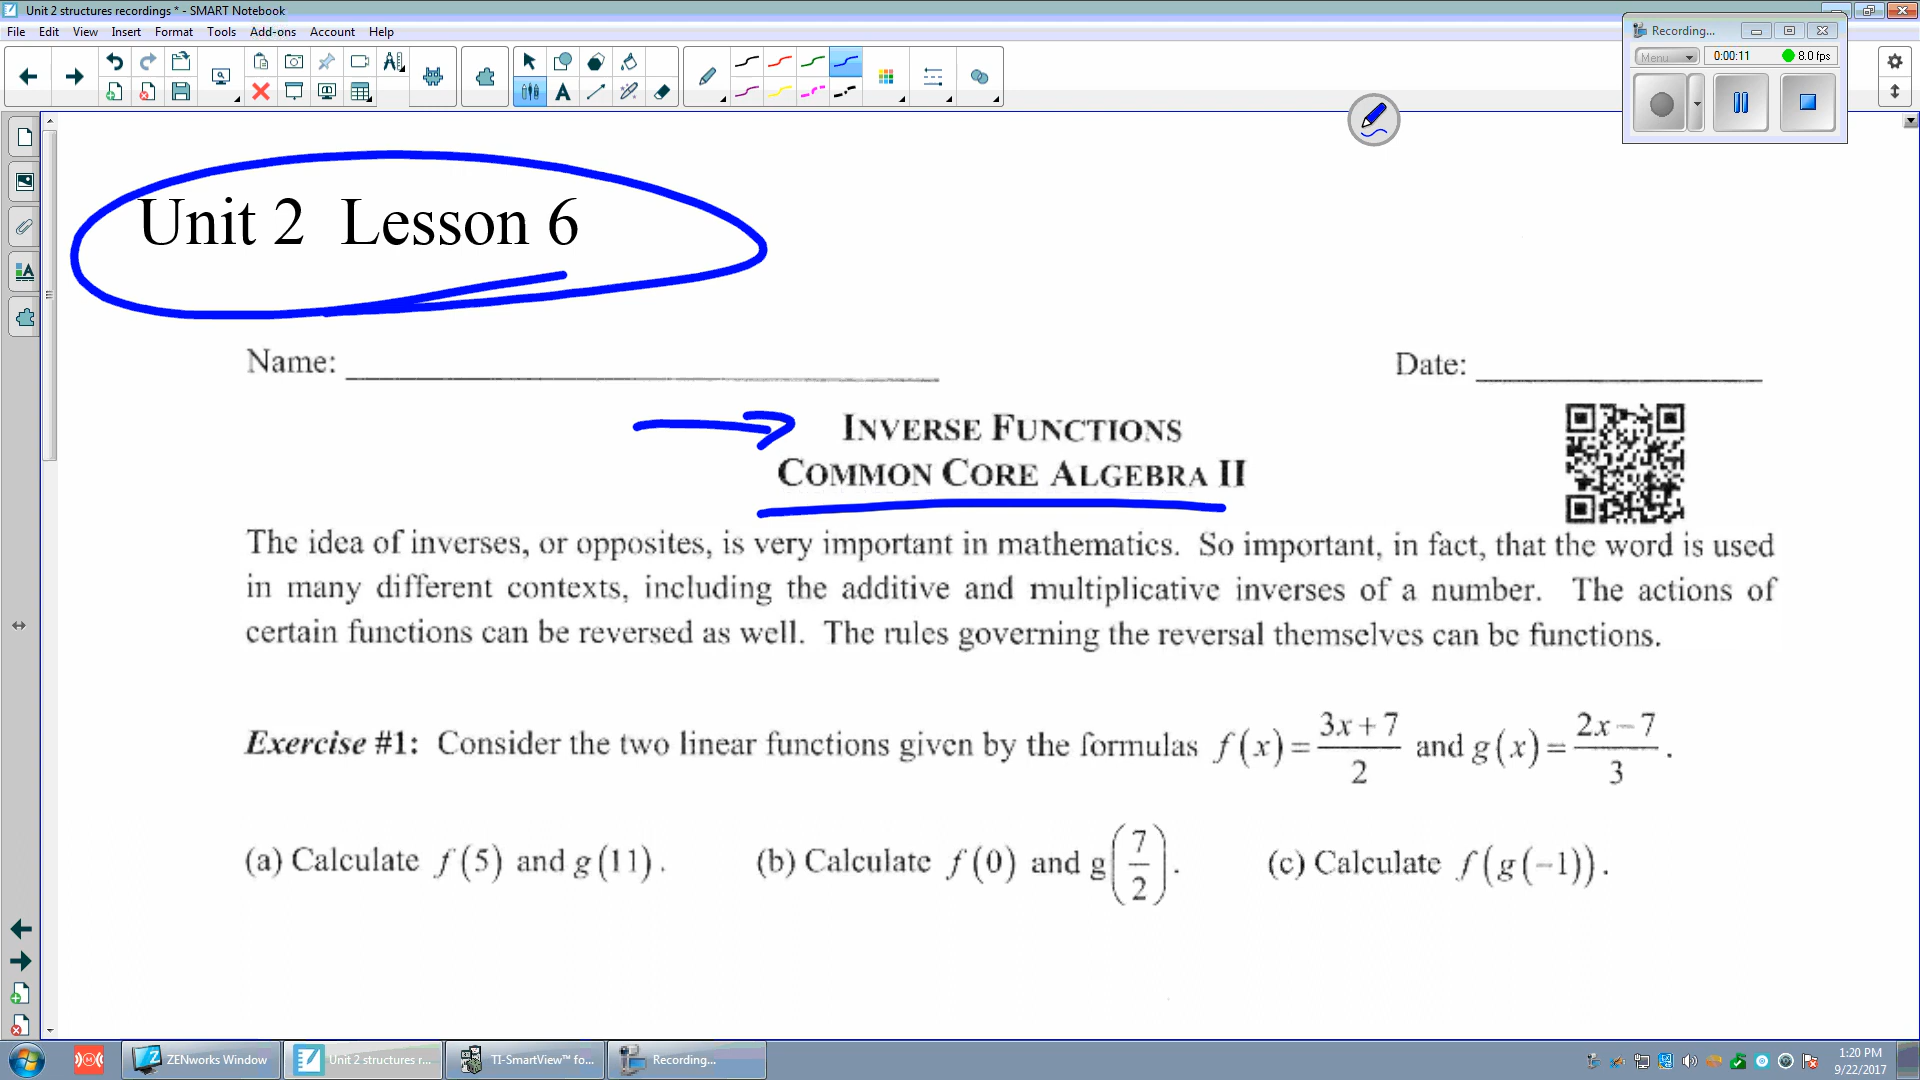 Unit 2 structures recordings * - SMART Notebook
File Edit View Insert Format Tools Add-ons Account Help
Recording...
Menu 0:00:11 8.0 fps
Unit 2 Lesson 6
Name: Date:
INVERSE FUNCTIONS
COMMON CORE ALGEBRA II
The idea of inverses, or opposites, is very important in mathematics. So important, in fact, that the word is used
in many different contexts, including the additive and multiplicative inverses of a number. The actions of
certain functions can be reversed as well. The rules governing the reversal themselves can be functions.
Exercise #1: Consider the two linear functions given by the formulas f(x)=(3x+7)/2 and g(x)=(2x-7)/3.
(a) Calculate f(5) and g(11). (b) Calculate f(0) and g(7/2). (c) Calculate f(g(-1)).
ZENworks Window Unit 2 structures r... TI-SmartView™ fo... Recording...
1:20 PM
9/22/2017